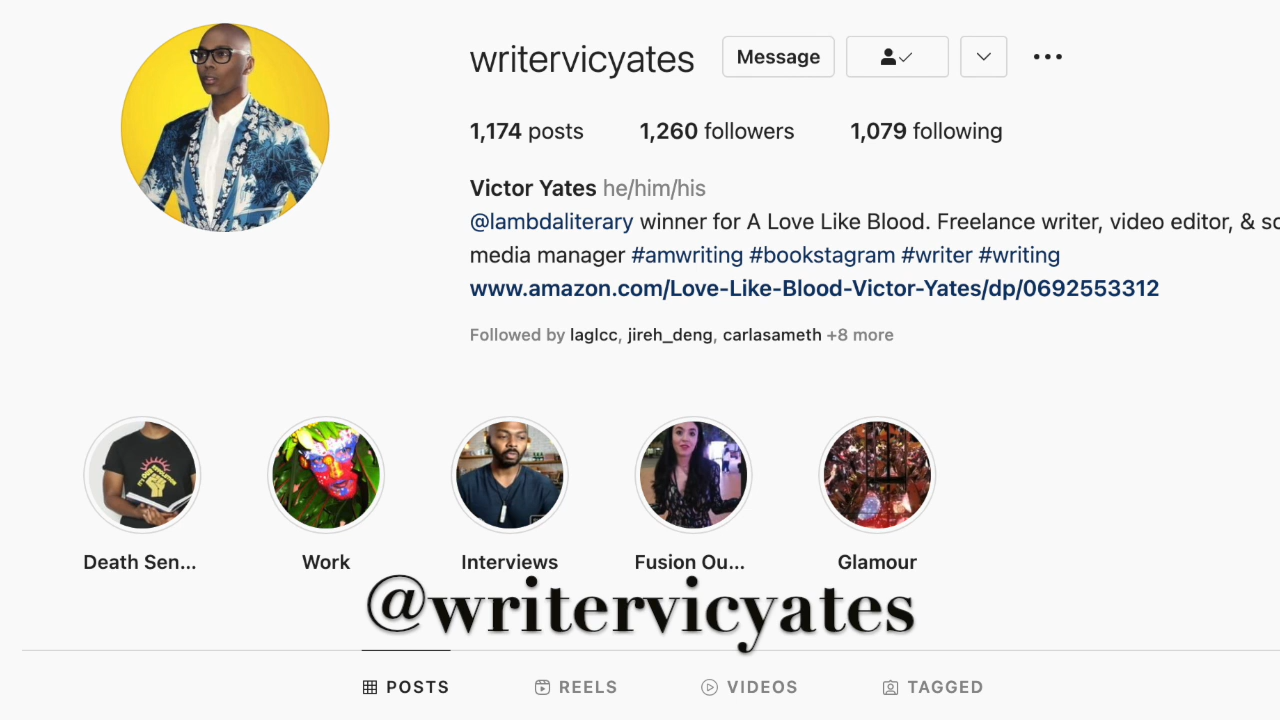 writervicyates Message
1,174 posts 1,260 followers 1,079 following
Victor Yates he/him/his
@lambdaliterary winner for A Love Like Blood. Freelance writer, video editor, & so
media manager #amwriting #bookstagram #writer #writing
www.amazon.com/Love-Like-Blood-Victor-Yates/dp/0692553312
Followed by laglcc, jireh_deng, carlasameth +8 more
Death Sen... Work Interviews Fusion Ou... Glamour
@writervicyates
POSTS REELS VIDEOS TAGGED